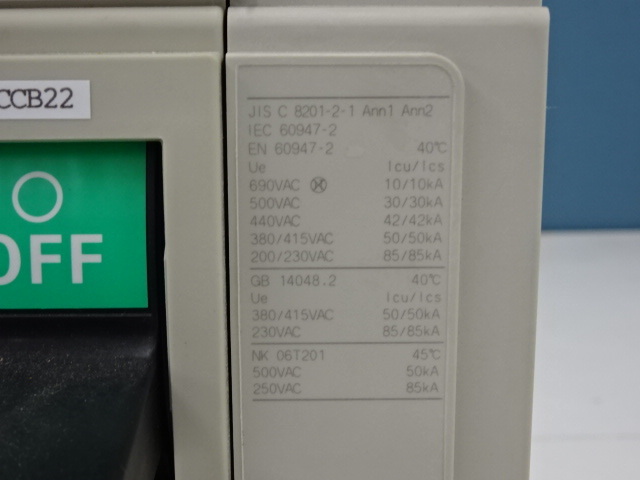 CCB22
OFF
JIS C 8201-2-1 Ann1 Ann2
IEC 60947-2
EN 60947-2 40℃
Ue Icu/Ics
690VAC ⓧ 10/10kA
500VAC 30/30kA
440VAC 42/42kA
380/415VAC 50/50kA
200/230VAC 85/85kA
GB 14048.2 40℃
Ue Icu/Ics
380/415VAC 50/50kA
230VAC 85/85kA
NK 06T201 45℃
500VAC 50kA
250VAC 85kA